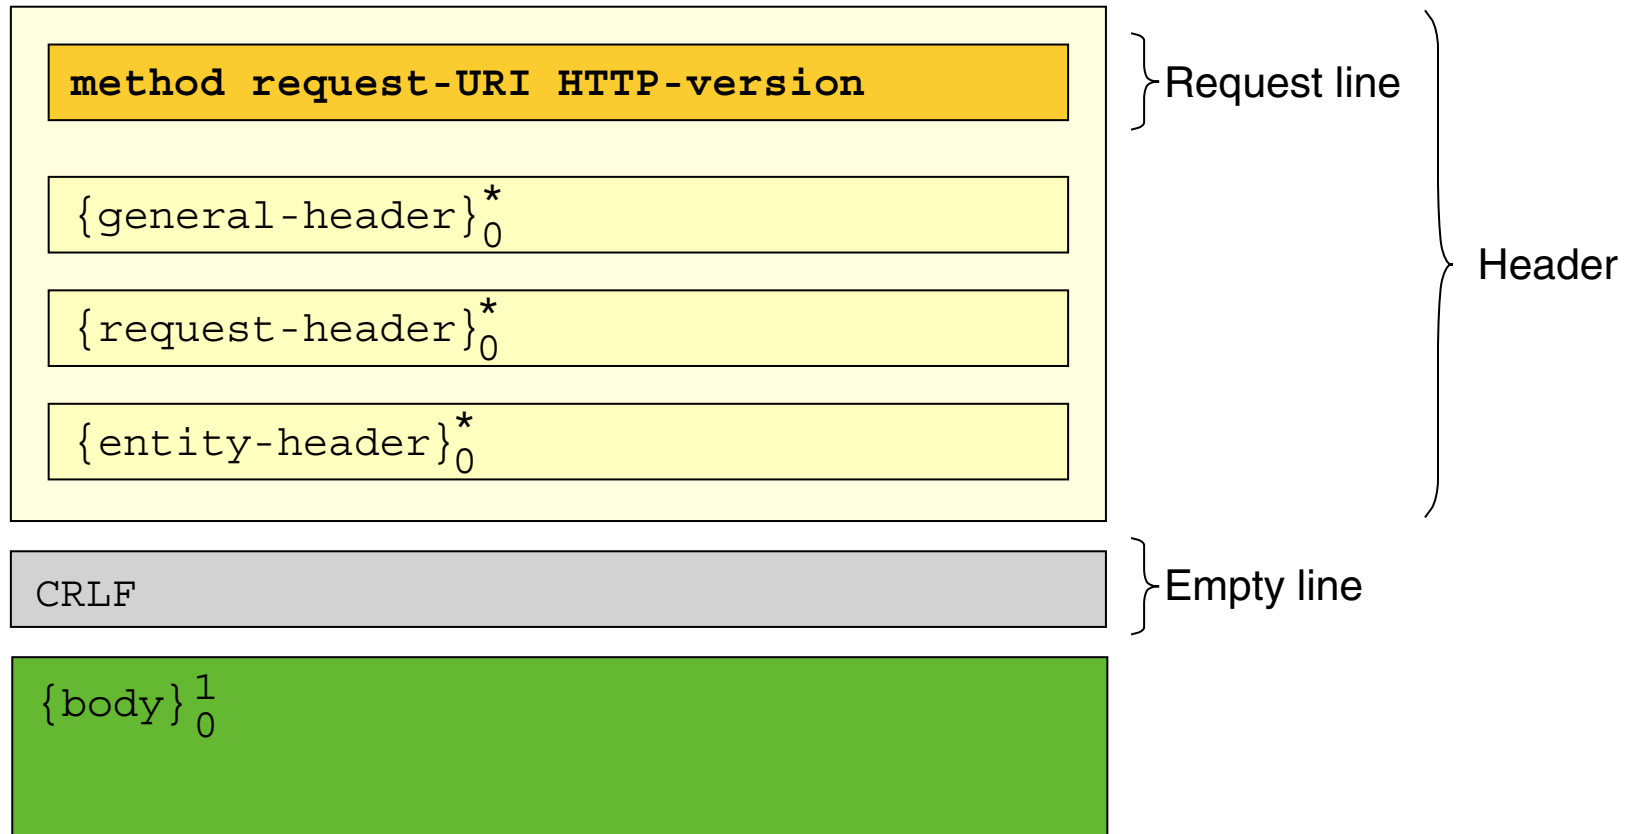 method request-URI HTTP-version
Request line
{general-header}*0
{request-header}*0
Header
{entity-header}*0
CRLF
Empty line
{body}10